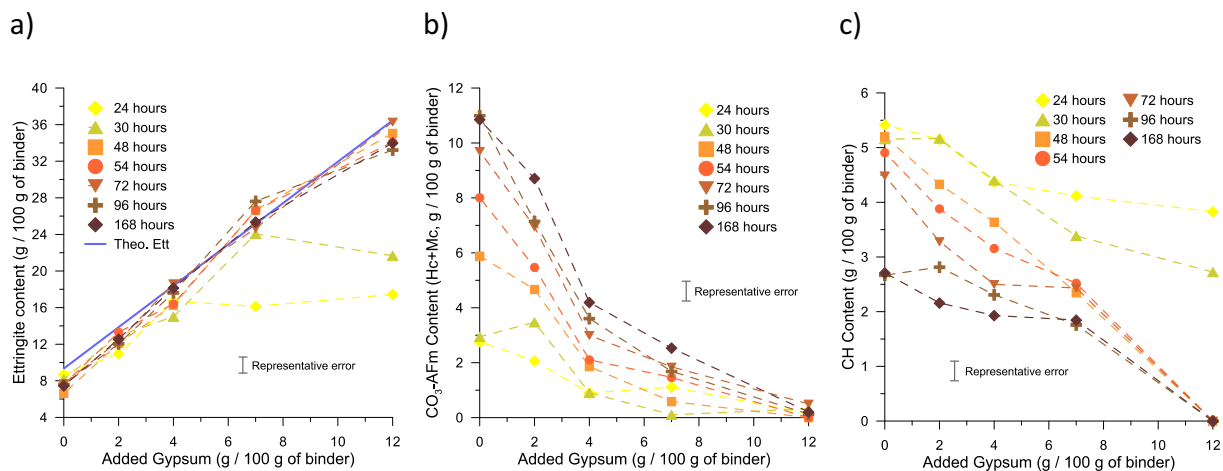 a)
Ettringite content (g / 100 g of binder)
40
36
32
28
24
20
16
12
8
4
24 hours
30 hours
48 hours
54 hours
72 hours
96 hours
168 hours
Theo. Ett
Representative error
0
2
4
6
8
10
12
Added Gypsum (g / 100 g of binder)
b)
CO₃-AFm Content (Hc+Mc, g / 100 g of binder)
12
10
8
6
4
2
0
24 hours
30 hours
48 hours
54 hours
72 hours
96 hours
168 hours
Representative error
0
2
4
6
8
10
12
Added Gypsum (g / 100 g of binder)
c)
CH Content (g / 100 g of binder)
6
5
4
3
2
1
0
24 hours
30 hours
48 hours
54 hours
72 hours
96 hours
168 hours
Representative error
0
2
4
6
8
10
12
Added Gypsum (g / 100 g of binder)